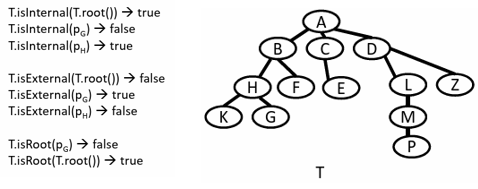 T.isInternal(T.root()) → true
T.isInternal(pG) → false
T.isInternal(pH) → true
T.isExternal(T.root()) → false
T.isExternal(pG) → true
T.isExternal(pH) → false
T.isRoot(pG) → false
T.isRoot(T.root()) → true
A
B C D
H F E L Z
K G M
P
T